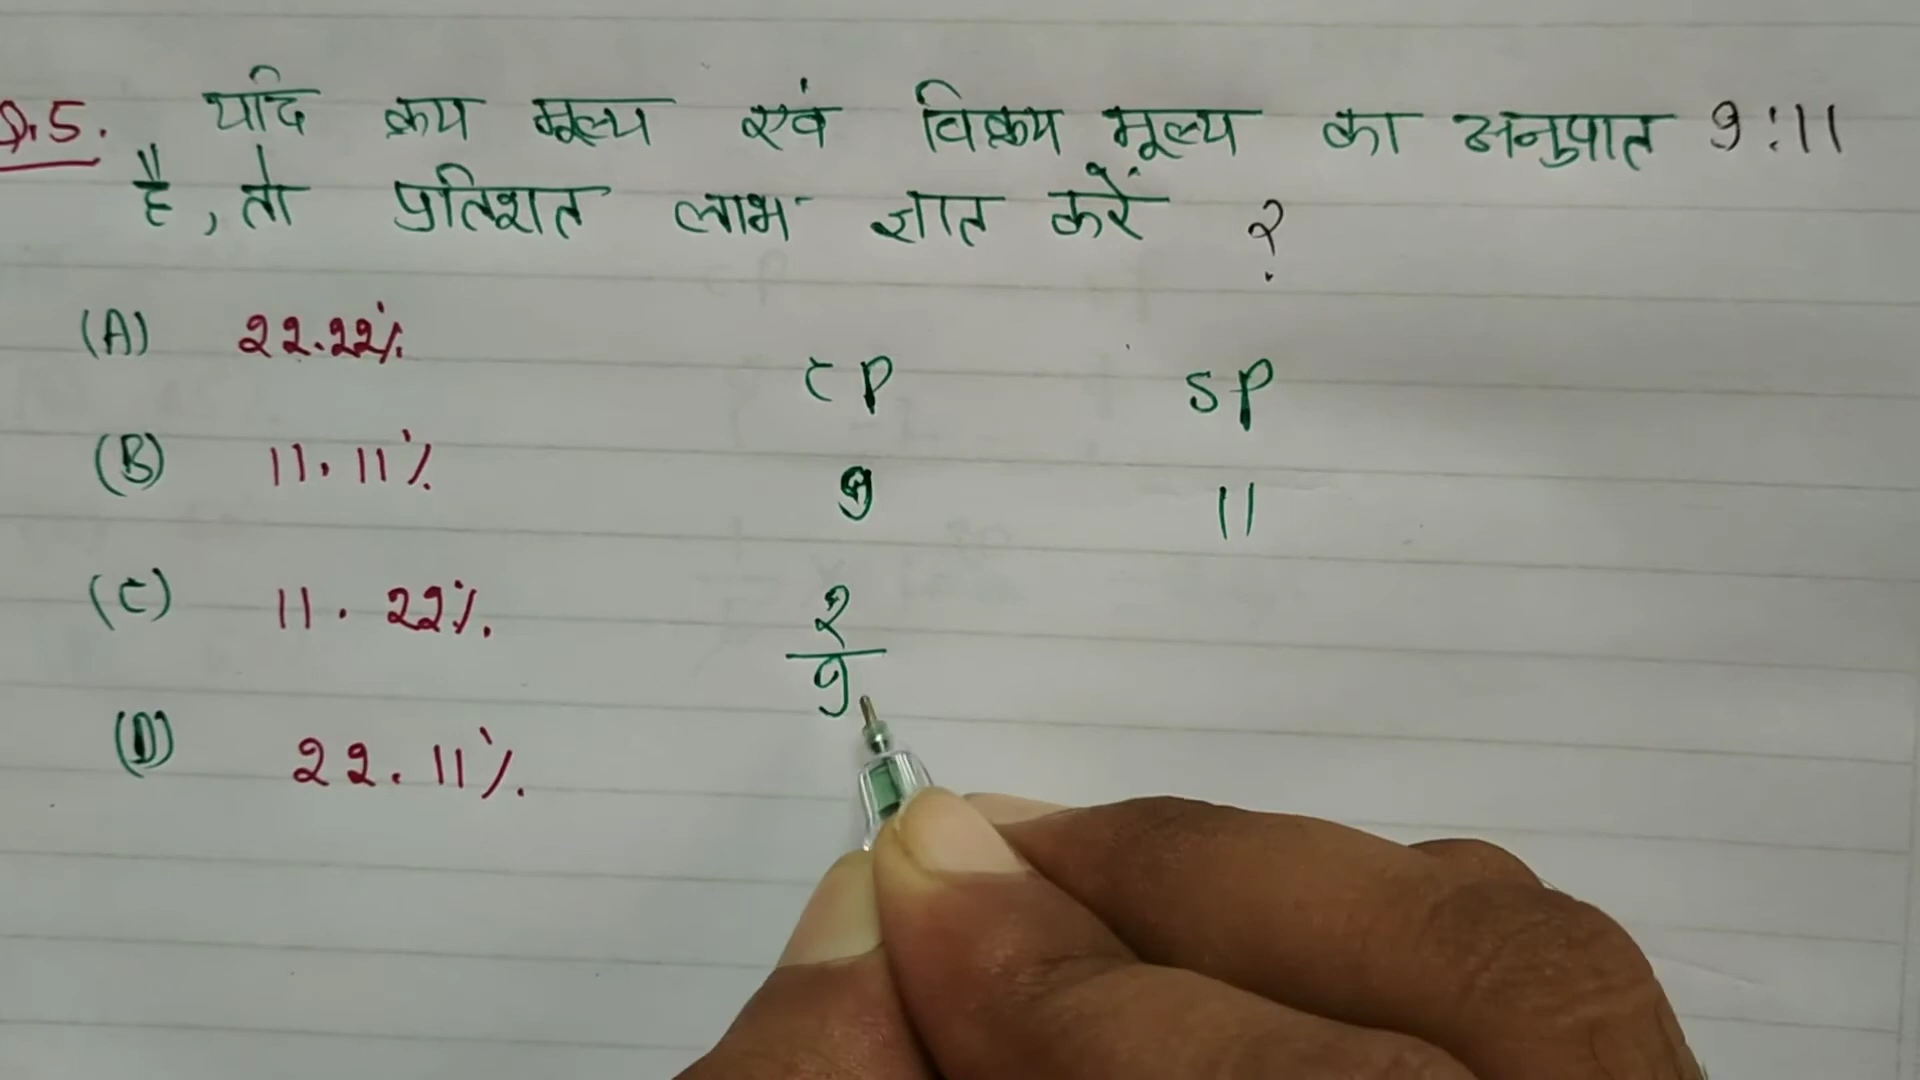 Q.5. यदि क्रय मूल्य एवं विक्रय मूल्य का अनुपात 9:11
है, तो प्रतिशत लाभ ज्ञात करें ?
(A) 22.22%
CP SP
(B) 11.11%
9 11
(C) 11.22%
2
9
(D) 22.11%